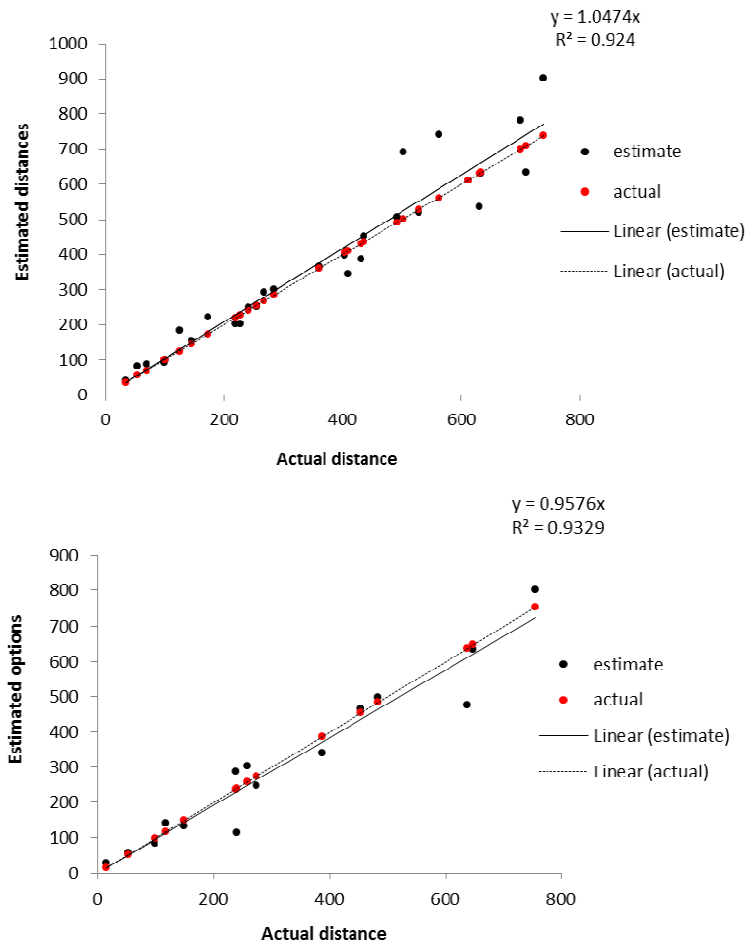 y = 1.0474x
R² = 0.924
1000
900
800
700
600
500
400
300
200
100
0
Estimated distances
estimate
actual
Linear (estimate)
Linear (actual)
0 200 400 600 800
Actual distance
y = 0.9576x
R² = 0.9329
900
800
700
600
500
400
300
200
100
0
Estimated options
estimate
actual
Linear (estimate)
Linear (actual)
0 200 400 600 800
Actual distance